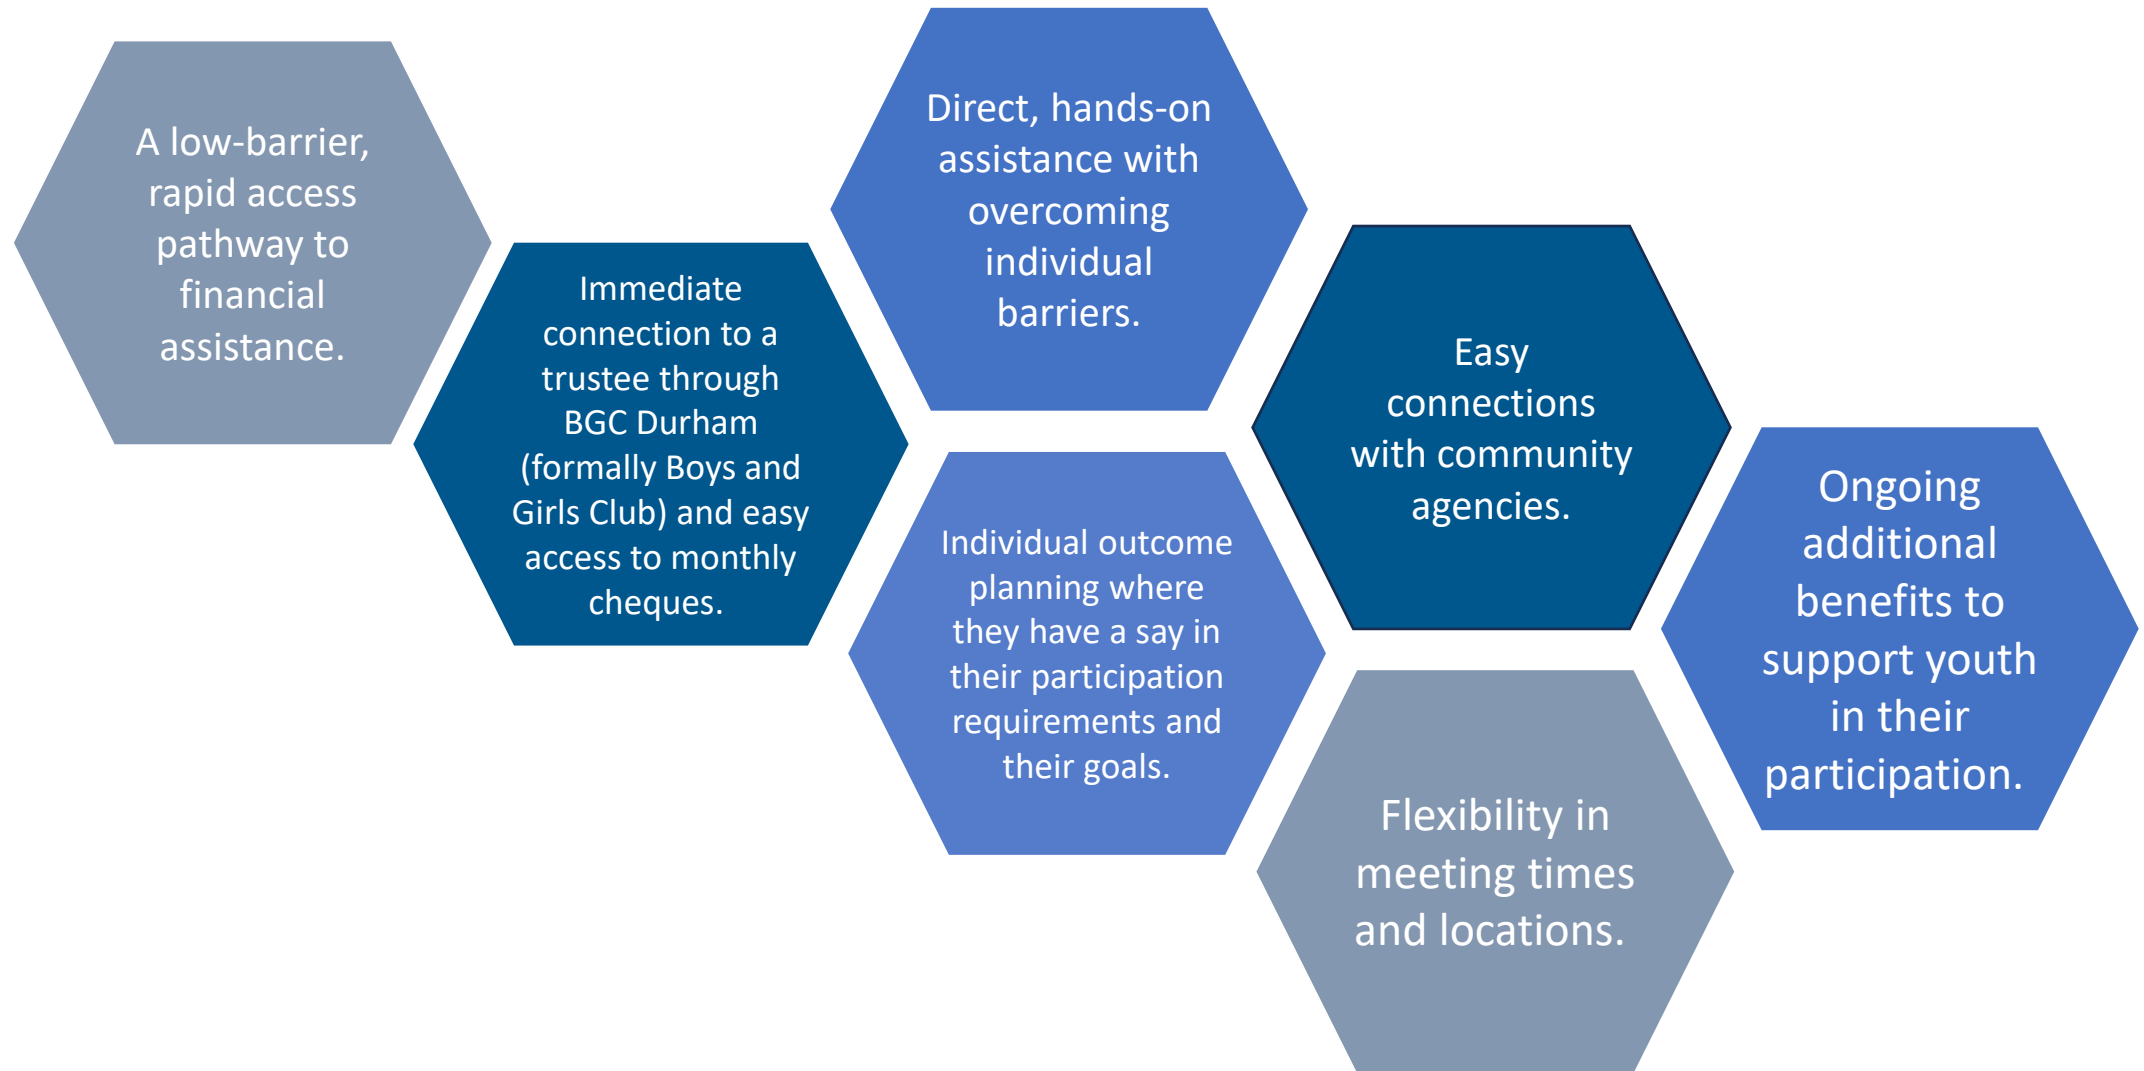 A low-barrier,
rapid access
pathway to
financial
assistance.
Immediate
connection to a
trustee through
BGC Durham
(formally Boys and
Girls Club) and easy
access to monthly
cheques.
Direct, hands-on
assistance with
overcoming
individual
barriers.
Individual outcome
planning where
they have a say in
their participation
requirements and
their goals.
Easy
connections
with community
agencies.
Flexibility in
meeting times
and locations.
Ongoing
additional
benefits to
support youth
in their
participation.